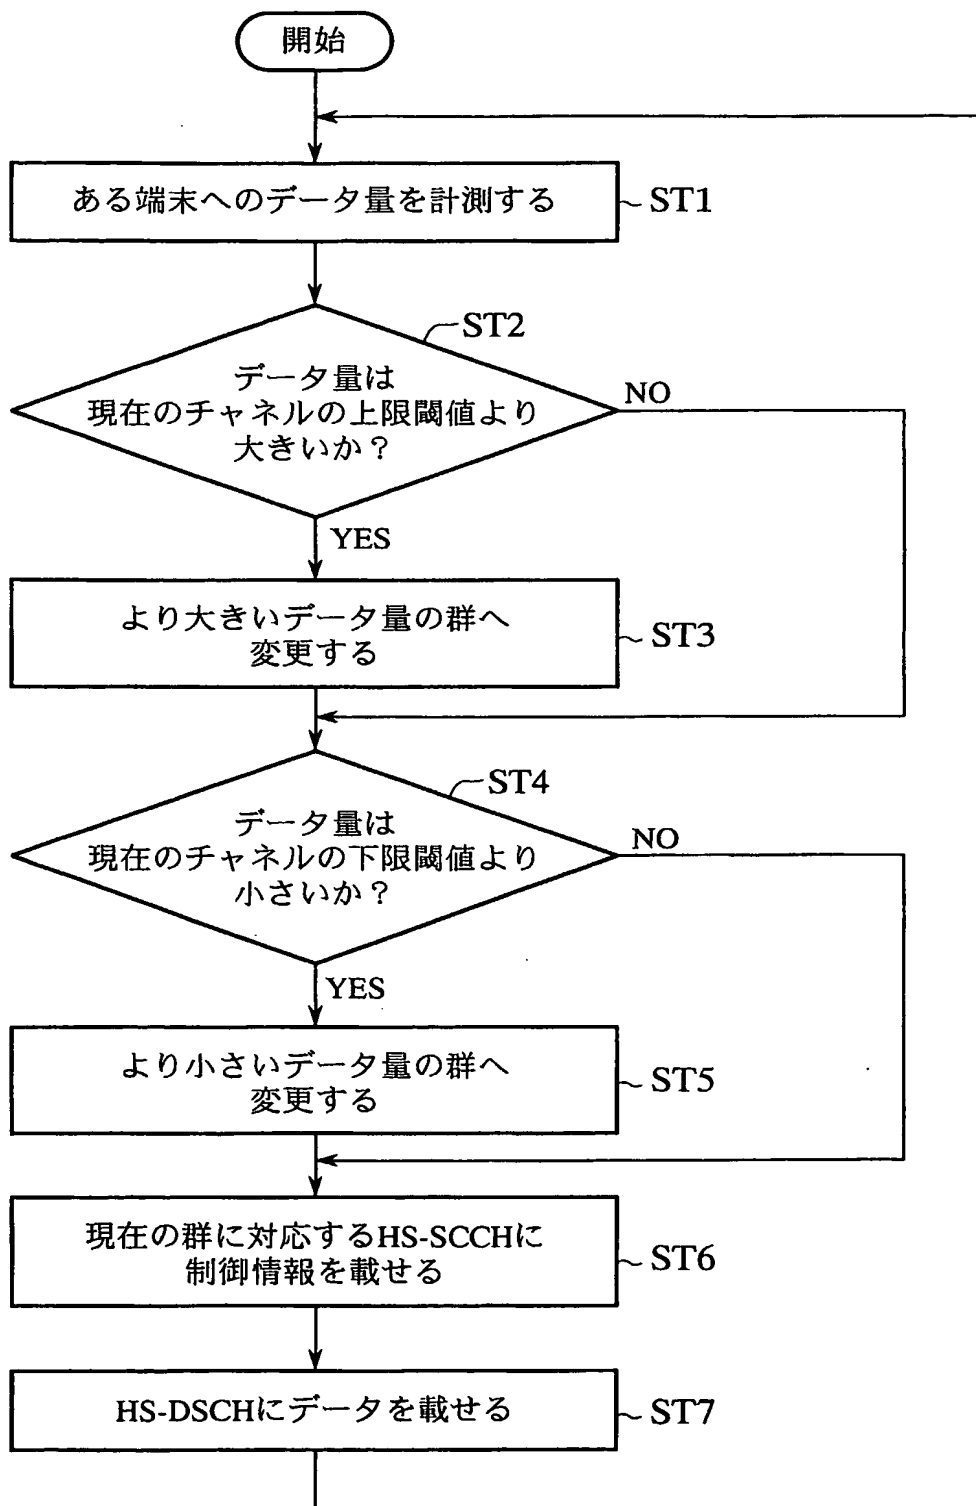 開始
ある端末へのデータ量を計測する
ST1
ST2
データ量は
現在のチャネルの上限閾値より
大きいか?
NO
YES
より大きいデータ量の群へ
変更する
ST3
ST4
データ量は
現在のチャネルの下限閾値より
小さいか?
NO
YES
より小さいデータ量の群へ
変更する
ST5
現在の群に対応するHS-SCCHに
制御情報を載せる
ST6
HS-DSCHにデータを載せる
ST7